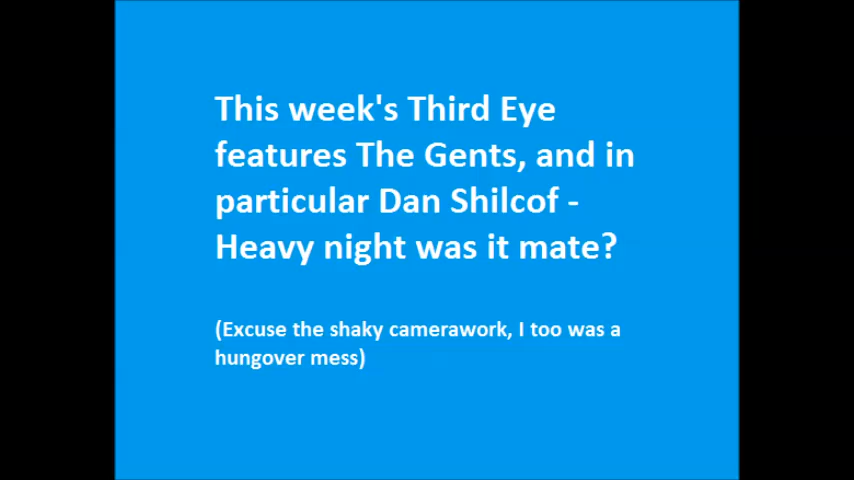 This week's Third Eye
features The Gents, and in
particular Dan Shilcof -
Heavy night was it mate?
(Excuse the shaky camerawork, I too was a
hungover mess)